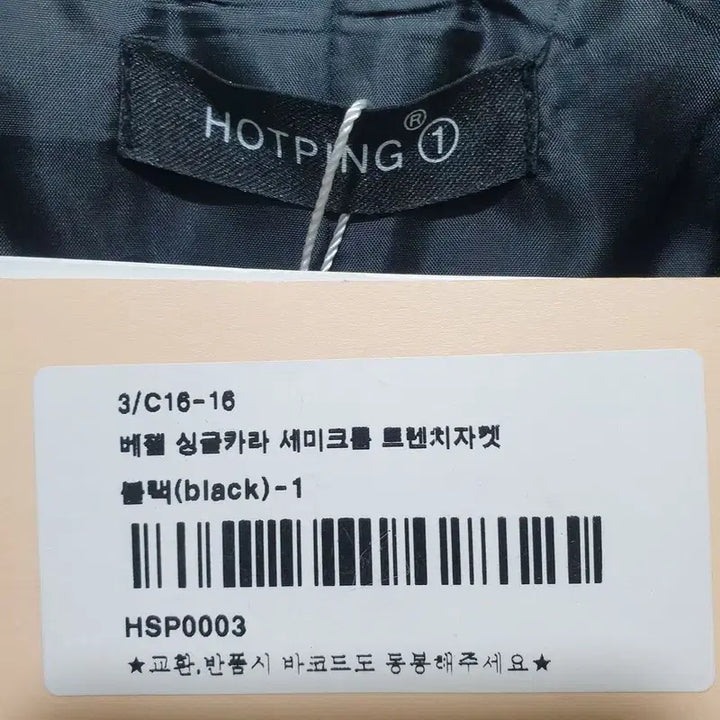 HOTPING® ①
3/C16-16
베젤 싱글카라 세미크롭 트렌치자켓
블랙(black)-1
HSP0003
★교환,반품시 바코드도 동봉해주세요★